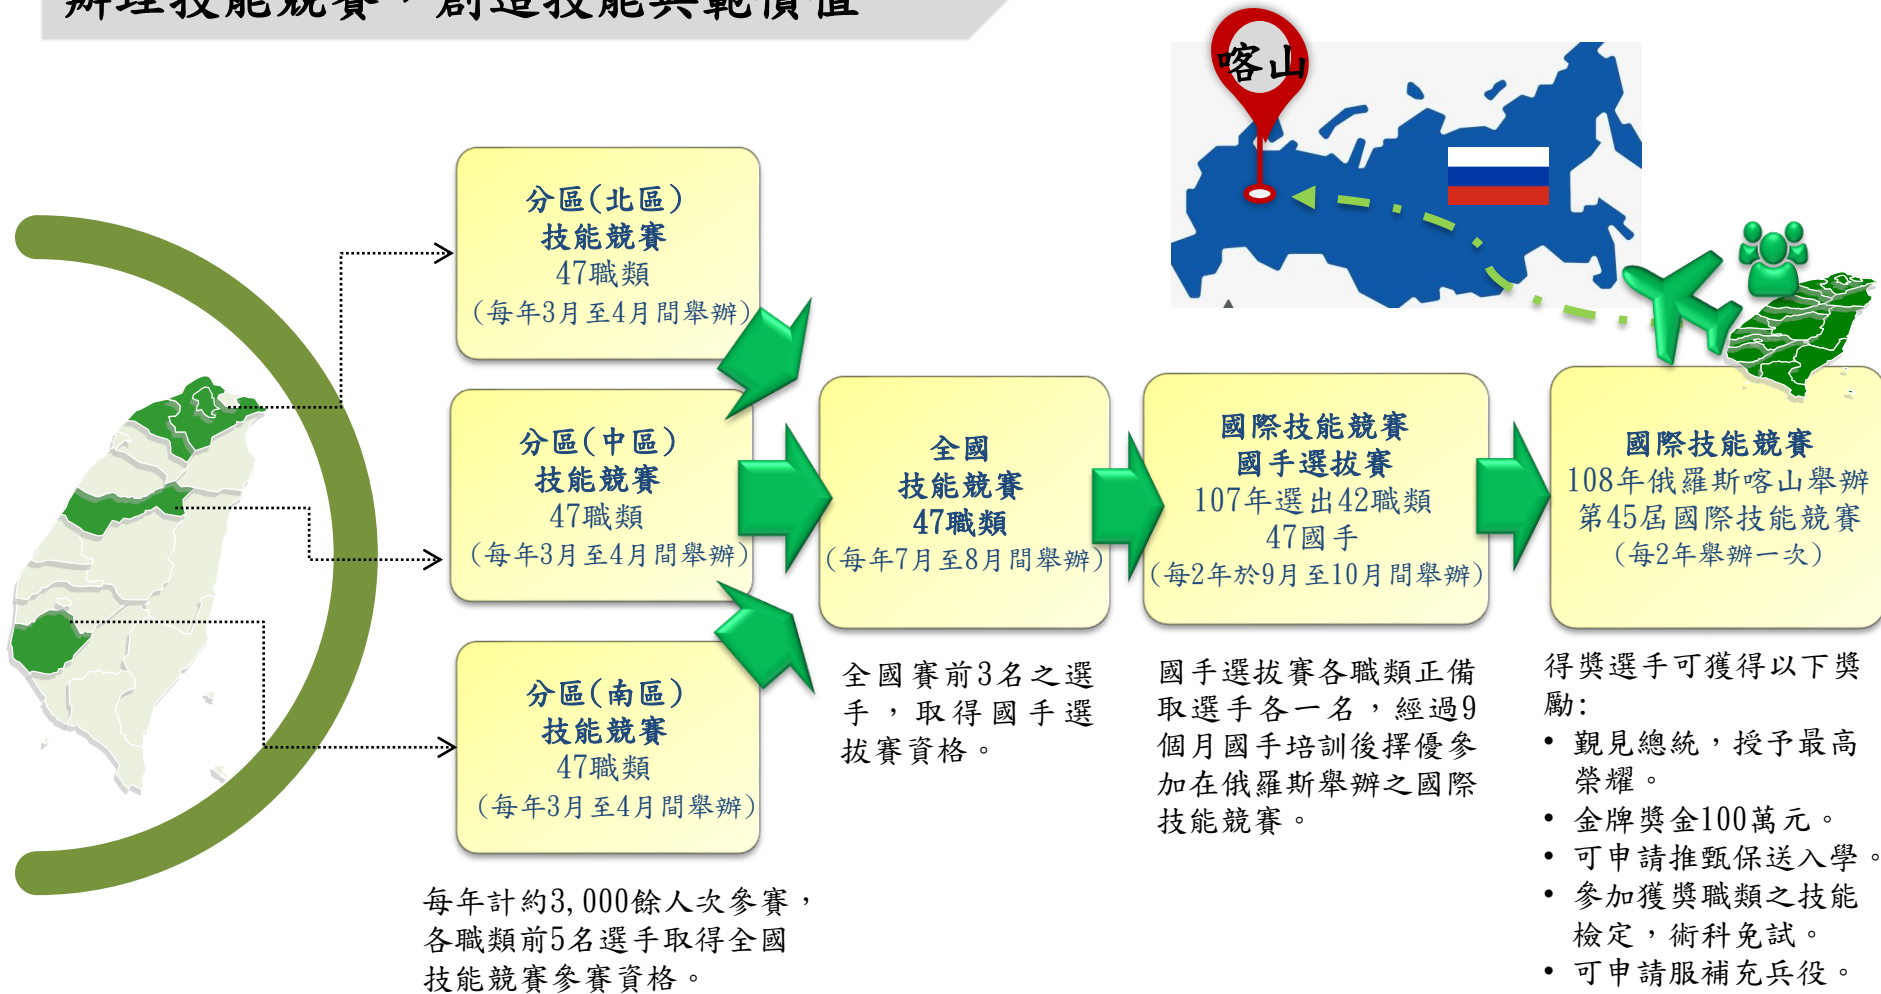 辦理技能競賽，創造技能典範價值
喀山
分區(北區)
技能競賽
47職類
(每年3月至4月間舉辦)
分區(中區)
技能競賽
47職類
(每年3月至4月間舉辦)
分區(南區)
技能競賽
47職類
(每年3月至4月間舉辦)
每年計約3,000餘人次參賽，
各職類前5名選手取得全國
技能競賽參賽資格。
全國
技能競賽
47職類
(每年7月至8月間舉辦)
全國賽前3名之選
手，取得國手選
拔賽資格。
國際技能競賽
國手選拔賽
107年選出42職類
47國手
(每2年於9月至10月間舉辦)
國手選拔賽各職類正備
取選手各一名，經過9
個月國手培訓後擇優參
加在俄羅斯舉辦之國際
技能競賽。
國際技能競賽
108年俄羅斯喀山舉辦
第45屆國際技能競賽
(每2年舉辦一次)
得獎選手可獲得以下獎
勵:
• 覲見總統，授予最高
榮耀。
• 金牌獎金100萬元。
• 可申請推甄保送入學。
• 參加獲獎職類之技能
檢定，術科免試。
• 可申請服補充兵役。